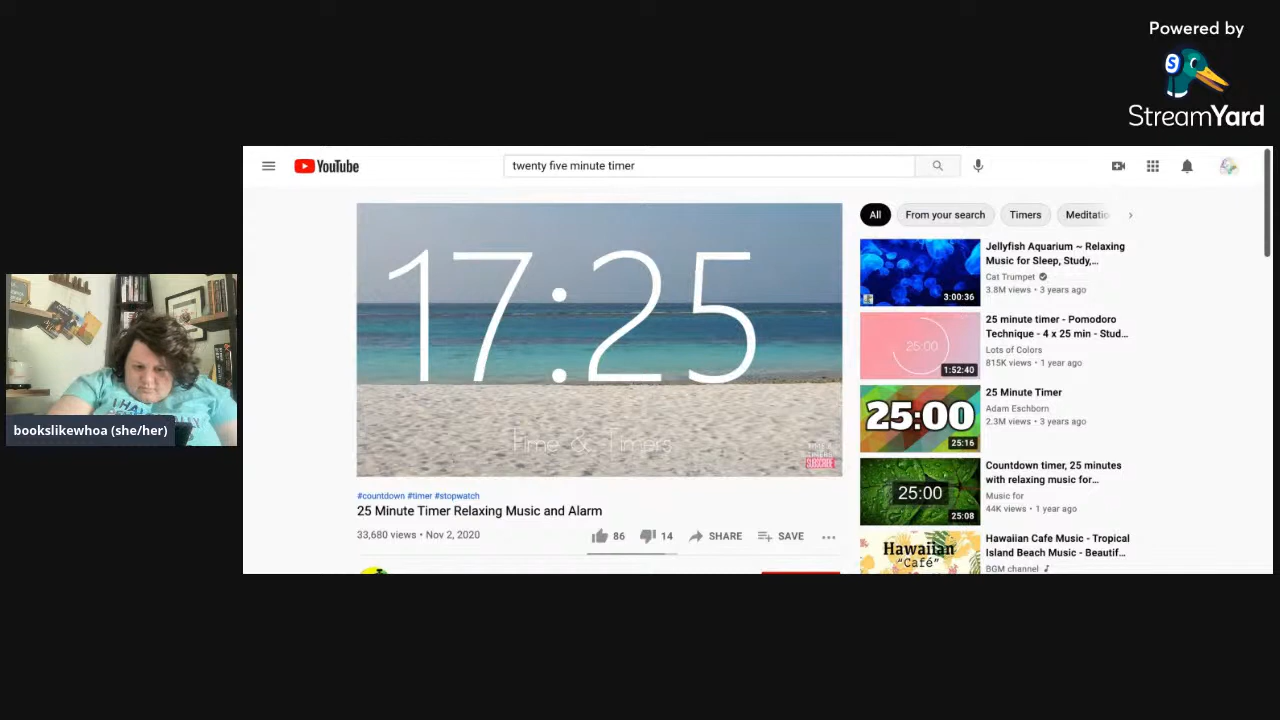 Powered by
S
StreamYard
YouTube
twenty five minute timer
17:25
Time & Timers
TIME &
TIMERS
SUBSCRIBE
#countdown #timer #stopwatch
25 Minute Timer Relaxing Music and Alarm
33,680 views • Nov 2, 2020
86
14
SHARE
SAVE
All
From your search
Timers
Meditatio
Jellyfish Aquarium ~ Relaxing
Music for Sleep, Study,...
Cat Trumpet
3.8M views • 3 years ago
3:00:36
25 minute timer - Pomodoro
Technique - 4 x 25 min - Stud...
Lots of Colors
815K views • 1 year ago
25:00
1:52:40
25 Minute Timer
Adam Eschborn
2.3M views • 3 years ago
25:00
25:16
Countdown timer, 25 minutes
with relaxing music for...
Music for
44K views • 1 year ago
25:00
25:08
Hawaiian Cafe Music - Tropical
Island Beach Music - Beautif...
BGM channel
Hawaiian
"Café"
bookslikewhoa (she/her)